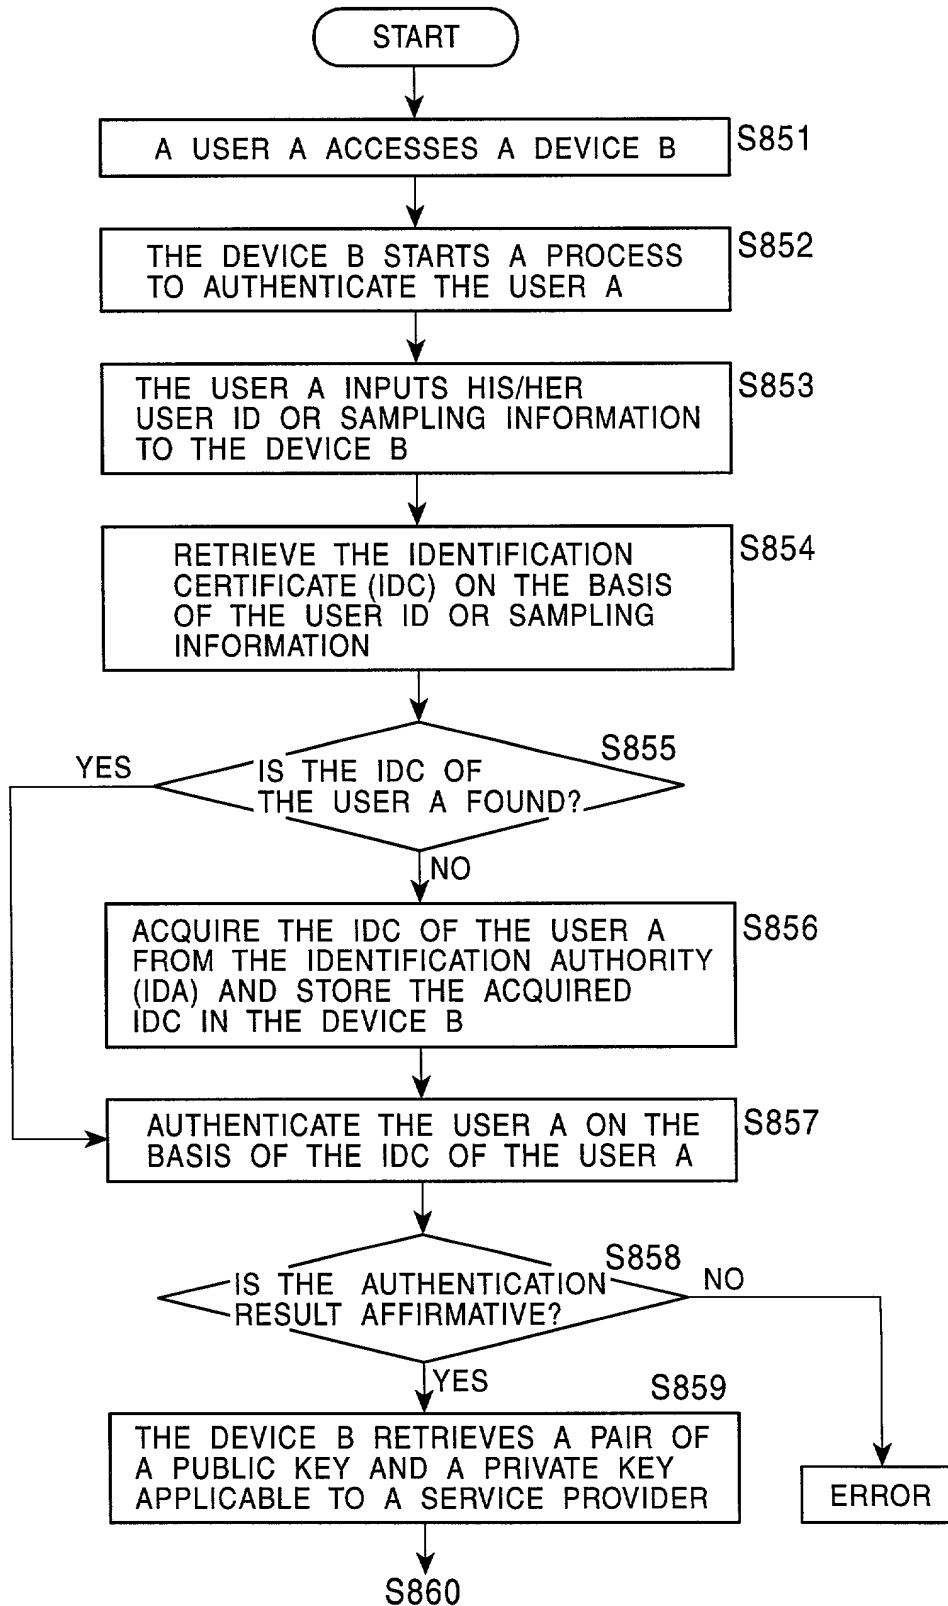 START
A USER A ACCESSES A DEVICE B
S851
THE DEVICE B STARTS A PROCESS
TO AUTHENTICATE THE USER A
S852
THE USER A INPUTS HIS/HER
USER ID OR SAMPLING INFORMATION
TO THE DEVICE B
S853
RETRIEVE THE IDENTIFICATION
CERTIFICATE (IDC) ON THE BASIS
OF THE USER ID OR SAMPLING
INFORMATION
S854
S855
YES
IS THE IDC OF
THE USER A FOUND?
NO
ACQUIRE THE IDC OF THE USER A
FROM THE IDENTIFICATION AUTHORITY
(IDA) AND STORE THE ACQUIRED
IDC IN THE DEVICE B
S856
AUTHENTICATE THE USER A ON THE
BASIS OF THE IDC OF THE USER A
S857
S858
IS THE AUTHENTICATION
RESULT AFFIRMATIVE?
NO
YES
S859
THE DEVICE B RETRIEVES A PAIR OF
A PUBLIC KEY AND A PRIVATE KEY
APPLICABLE TO A SERVICE PROVIDER
ERROR
S860